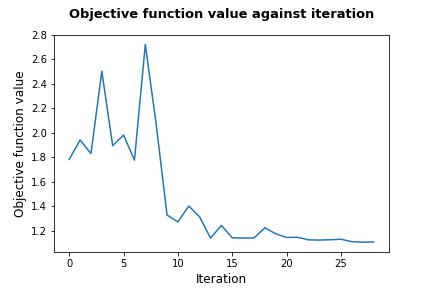 Objective function value against iteration
2.8
2.6
2.4
2.2
2.0
1.8
1.6
1.4
1.2
Objective function value
0 5 10 15 20 25
Iteration